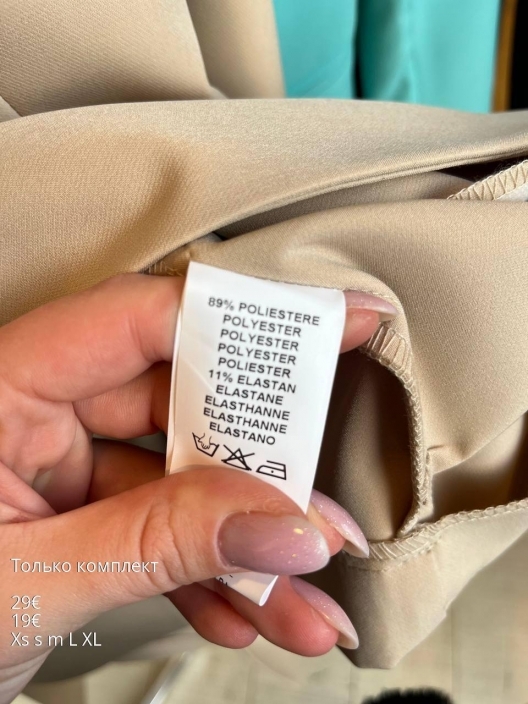 89% POLIESTERE
POLYESTER
POLYESTER
POLYESTER
POLIESTER
11% ELASTAN
ELASTANE
ELASTHANNE
ELASTHANNE
ELASTANO
Только комплект
29€
19€
Xs s m L XL